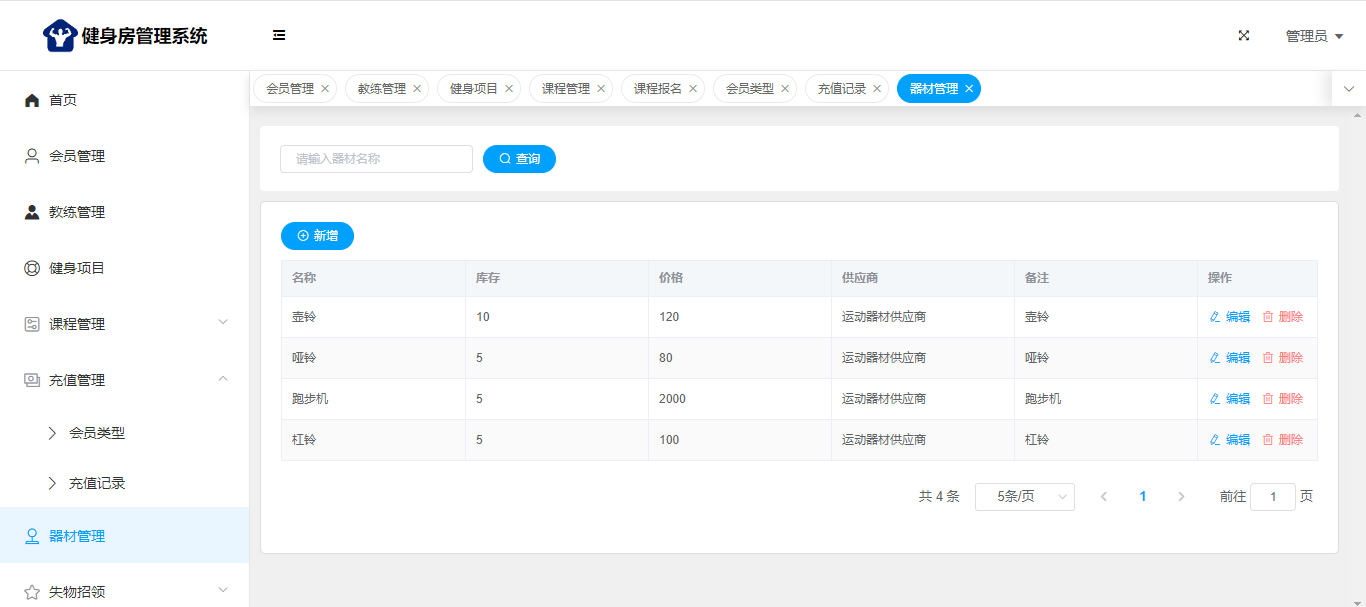 健身房管理系统
管理员
首页
会员管理
教练管理
健身项目
课程管理
充值管理
会员类型
充值记录
器材管理
失物招领
会员管理 教练管理 健身项目 课程管理 课程报名 会员类型 充值记录 器材管理
请输入器材名称 查询
新增
名称 库存 价格 供应商 备注 操作
壶铃 10 120 运动器材供应商 壶铃 编辑 删除
哑铃 5 80 运动器材供应商 哑铃 编辑 删除
跑步机 5 2000 运动器材供应商 跑步机 编辑 删除
杠铃 5 100 运动器材供应商 杠铃 编辑 删除
共 4 条 5条/页 1 前往 1 页